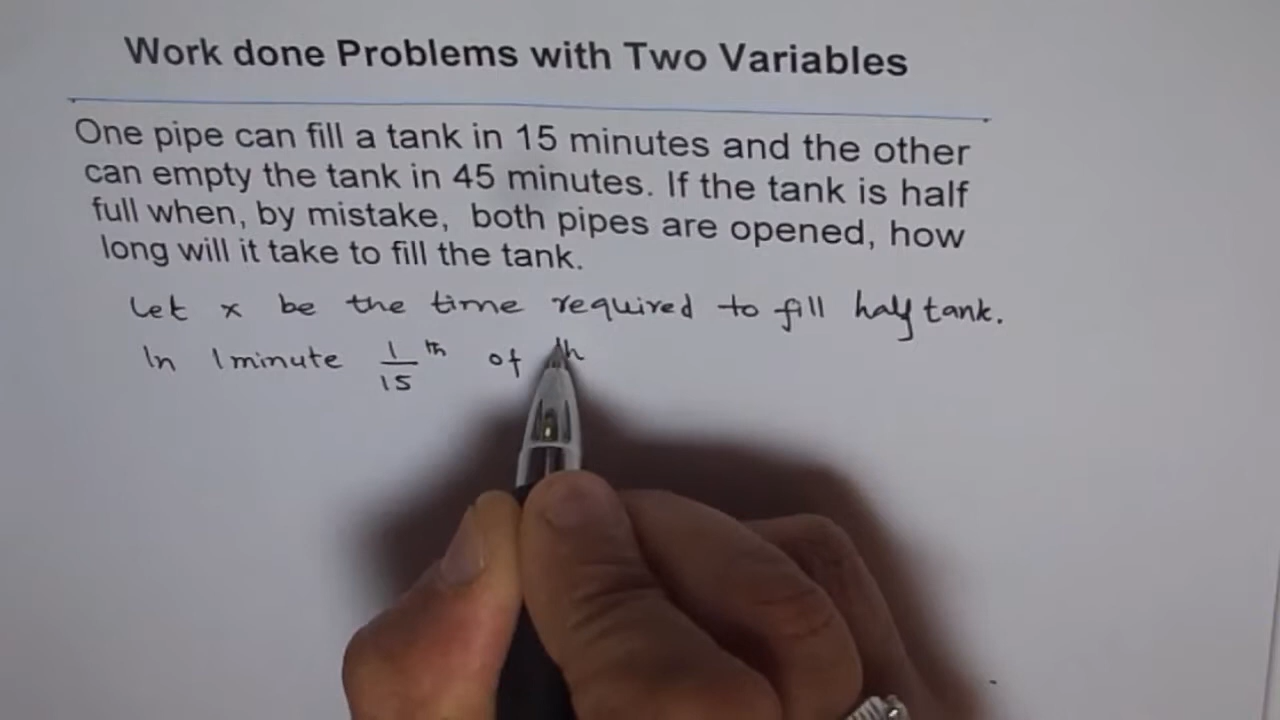 Work done Problems with Two Variables
One pipe can fill a tank in 15 minutes and the other
can empty the tank in 45 minutes. If the tank is half
full when, by mistake, both pipes are opened, how
long will it take to fill the tank.
Let x be the time required to fill half tank.
In 1 minute 1/15 th of th